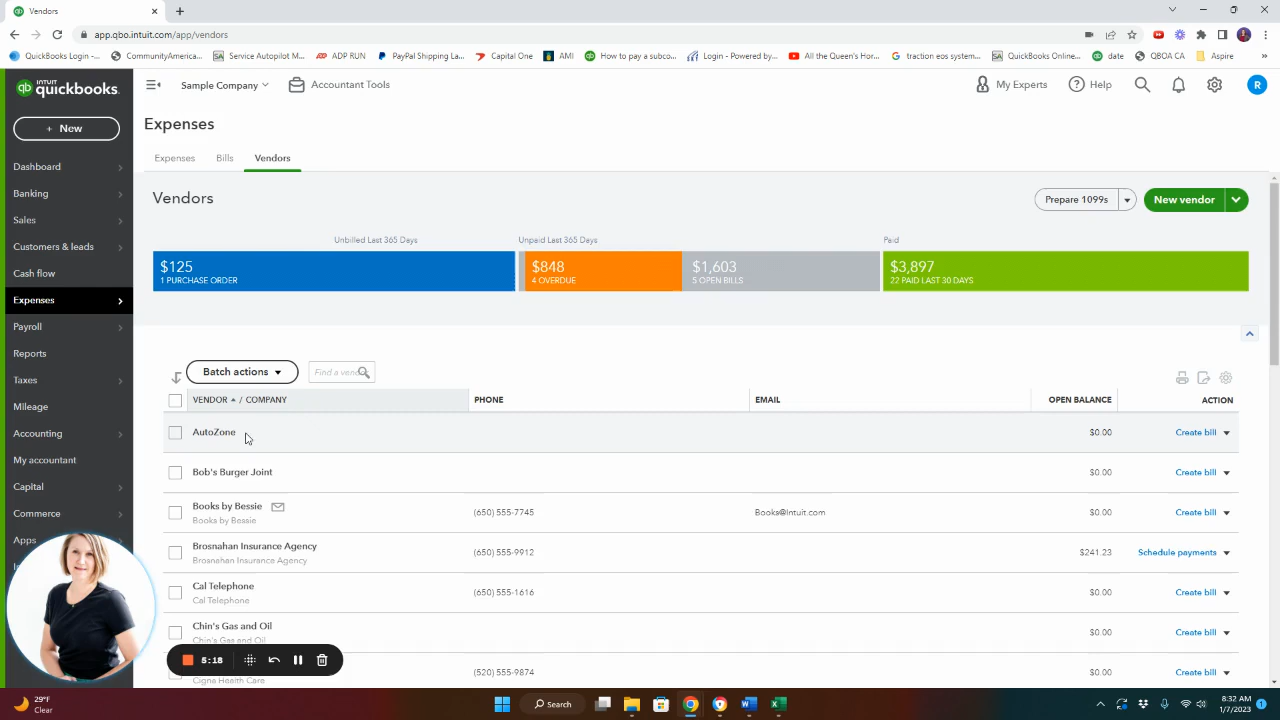 Vendors
app.qbo.intuit.com/app/vendors
QuickBooks Login -...
CommunityAmerica...
Service Autopilot M...
ADP RUN
PayPal Shipping La...
Capital One
AMI
How to pay a subco...
Login - Powered by...
All the Queen's Hor...
traction eos system...
QuickBooks Online...
date
QBOA CA
Aspire
»
INTUIT
quickbooks.
Sample Company
Accountant Tools
My Experts
Help
R
+ New
Dashboard
Banking
Sales
Customers & leads
Cash flow
Expenses
Payroll
Reports
Taxes
Mileage
Accounting
My accountant
Capital
Commerce
Apps
Expenses
Expenses Bills Vendors
Vendors
Prepare 1099s
New vendor
Unbilled Last 365 Days
Unpaid Last 365 Days
Paid
$125
1 PURCHASE ORDER
$848
4 OVERDUE
$1,603
5 OPEN BILLS
$3,897
22 PAID LAST 30 DAYS
Batch actions
Find a ven
VENDOR / COMPANY PHONE EMAIL OPEN BALANCE ACTION
AutoZone $0.00 Create bill
Bob's Burger Joint $0.00 Create bill
Books by Bessie
Books by Bessie
(650) 555-7745 Books@Intuit.com $0.00 Create bill
Brosnahan Insurance Agency
Brosnahan Insurance Agency
(650) 555-9912 $241.23 Schedule payments
Cal Telephone
Cal Telephone
(650) 555-1616 $0.00 Create bill
Chin's Gas and Oil
Chin's Gas and Oil
$0.00 Create bill
Cigna Health Care
(520) 555-9874 $0.00 Create bill
5:18
29°F
Clear
Search
8:32 AM
1/7/2023